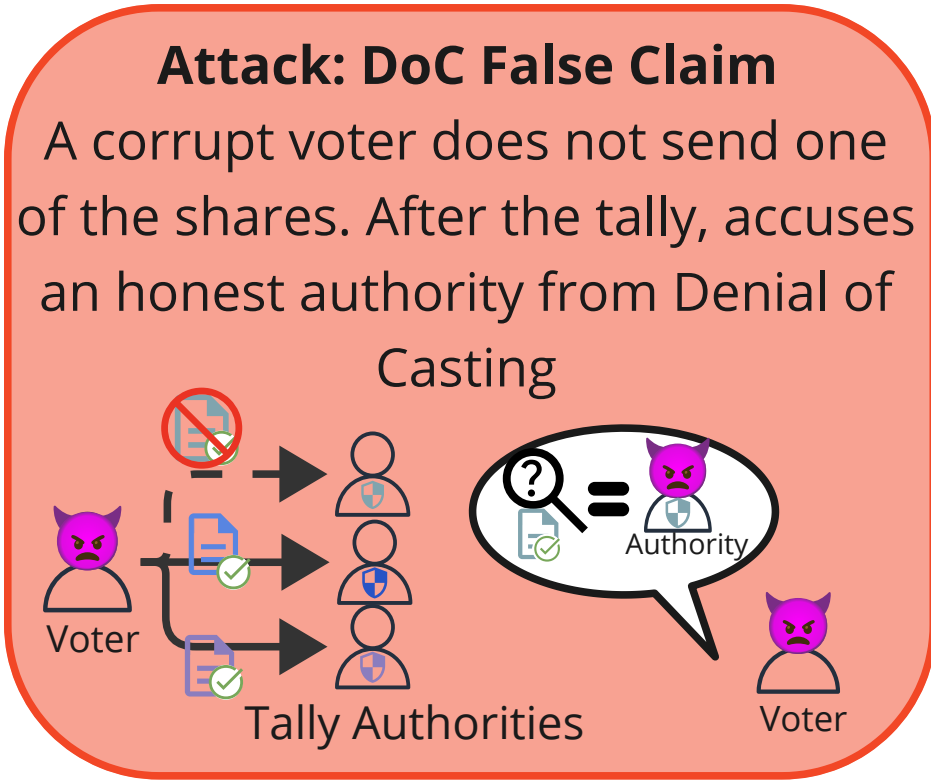 Attack: DoC False Claim
A corrupt voter does not send one
of the shares. After the tally, accuses
an honest authority from Denial of
Casting
?
=
Authority
Voter
Tally Authorities
Voter